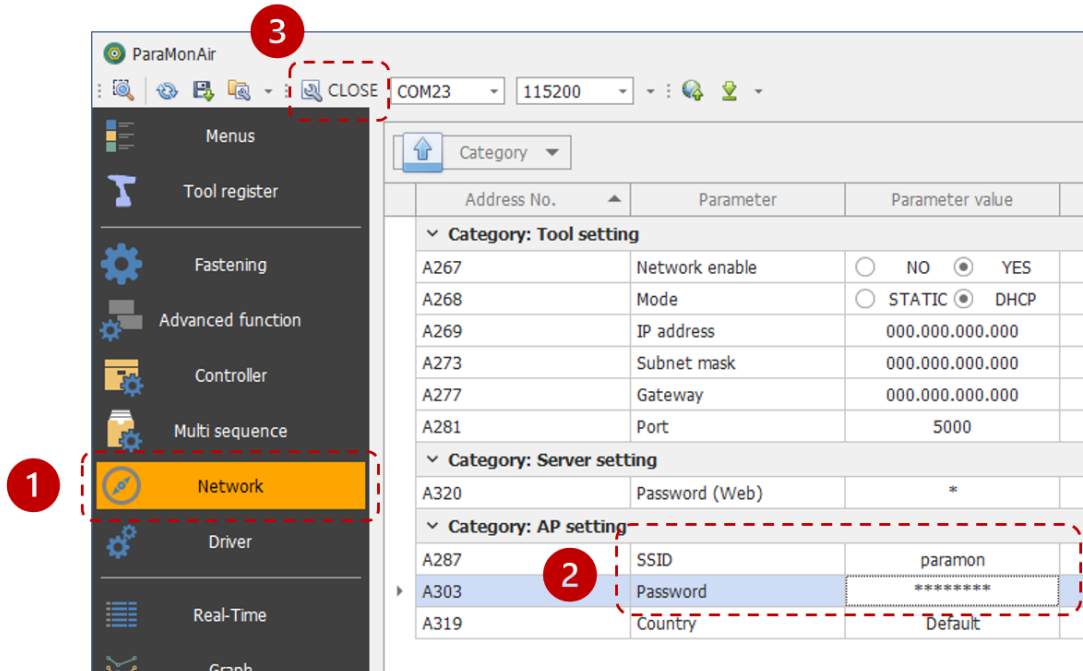 3
ParaMonAir
CLOSE COM23 115200
Menus
Category
Tool register
Address No. Parameter Parameter value
Category: Tool setting
Fastening
A267 Network enable NO YES
A268 Mode STATIC DHCP
Advanced function
A269 IP address 000.000.000.000
A273 Subnet mask 000.000.000.000
Controller
A277 Gateway 000.000.000.000
A281 Port 5000
Multi sequence
Category: Server setting
1
Network
A320 Password (Web) *
Category: AP setting
Driver
A287 SSID paramon
2
A303 Password ********
Real-Time
A319 Country Default
Graph